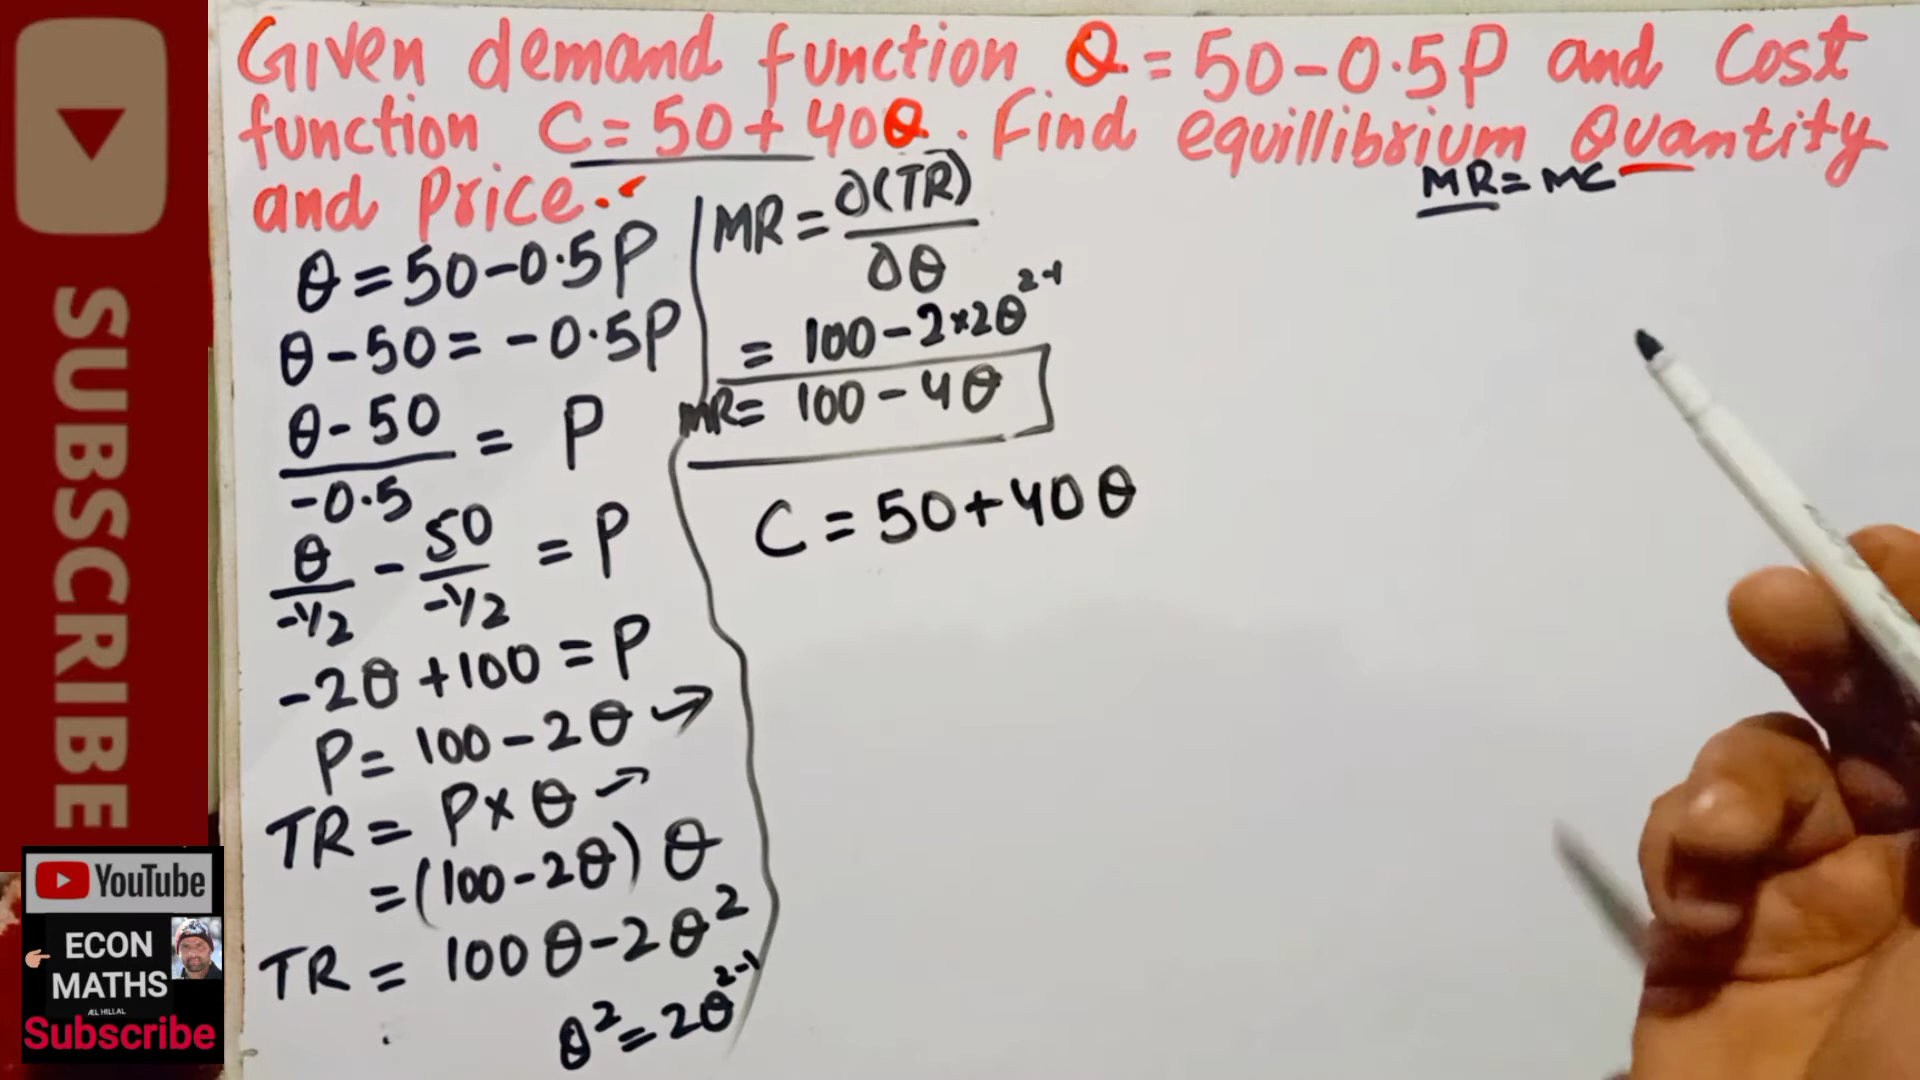 Given demand function Q = 50 - 0.5P and Cost
function C = 50 + 40Q. Find equillibrium Quantity
and Price.
MR = MC
Q = 50 - 0.5P
Q - 50 = -0.5P
Q - 50 / -0.5 = P
Q / -1/2 - 50 / -1/2 = P
-2Q + 100 = P
P = 100 - 2Q →
TR = P × Q →
= (100 - 2Q) Q
TR = 100Q - 2Q²
Q² = 2Q²⁻¹
MR = ∂(TR) / ∂Q
= 100 - 2×2Q²⁻¹
MR = 100 - 4Q
C = 50 + 40Q
SUBSCRIBE
YouTube
ECON
MATHS
ÆL HILLAL
Subscribe